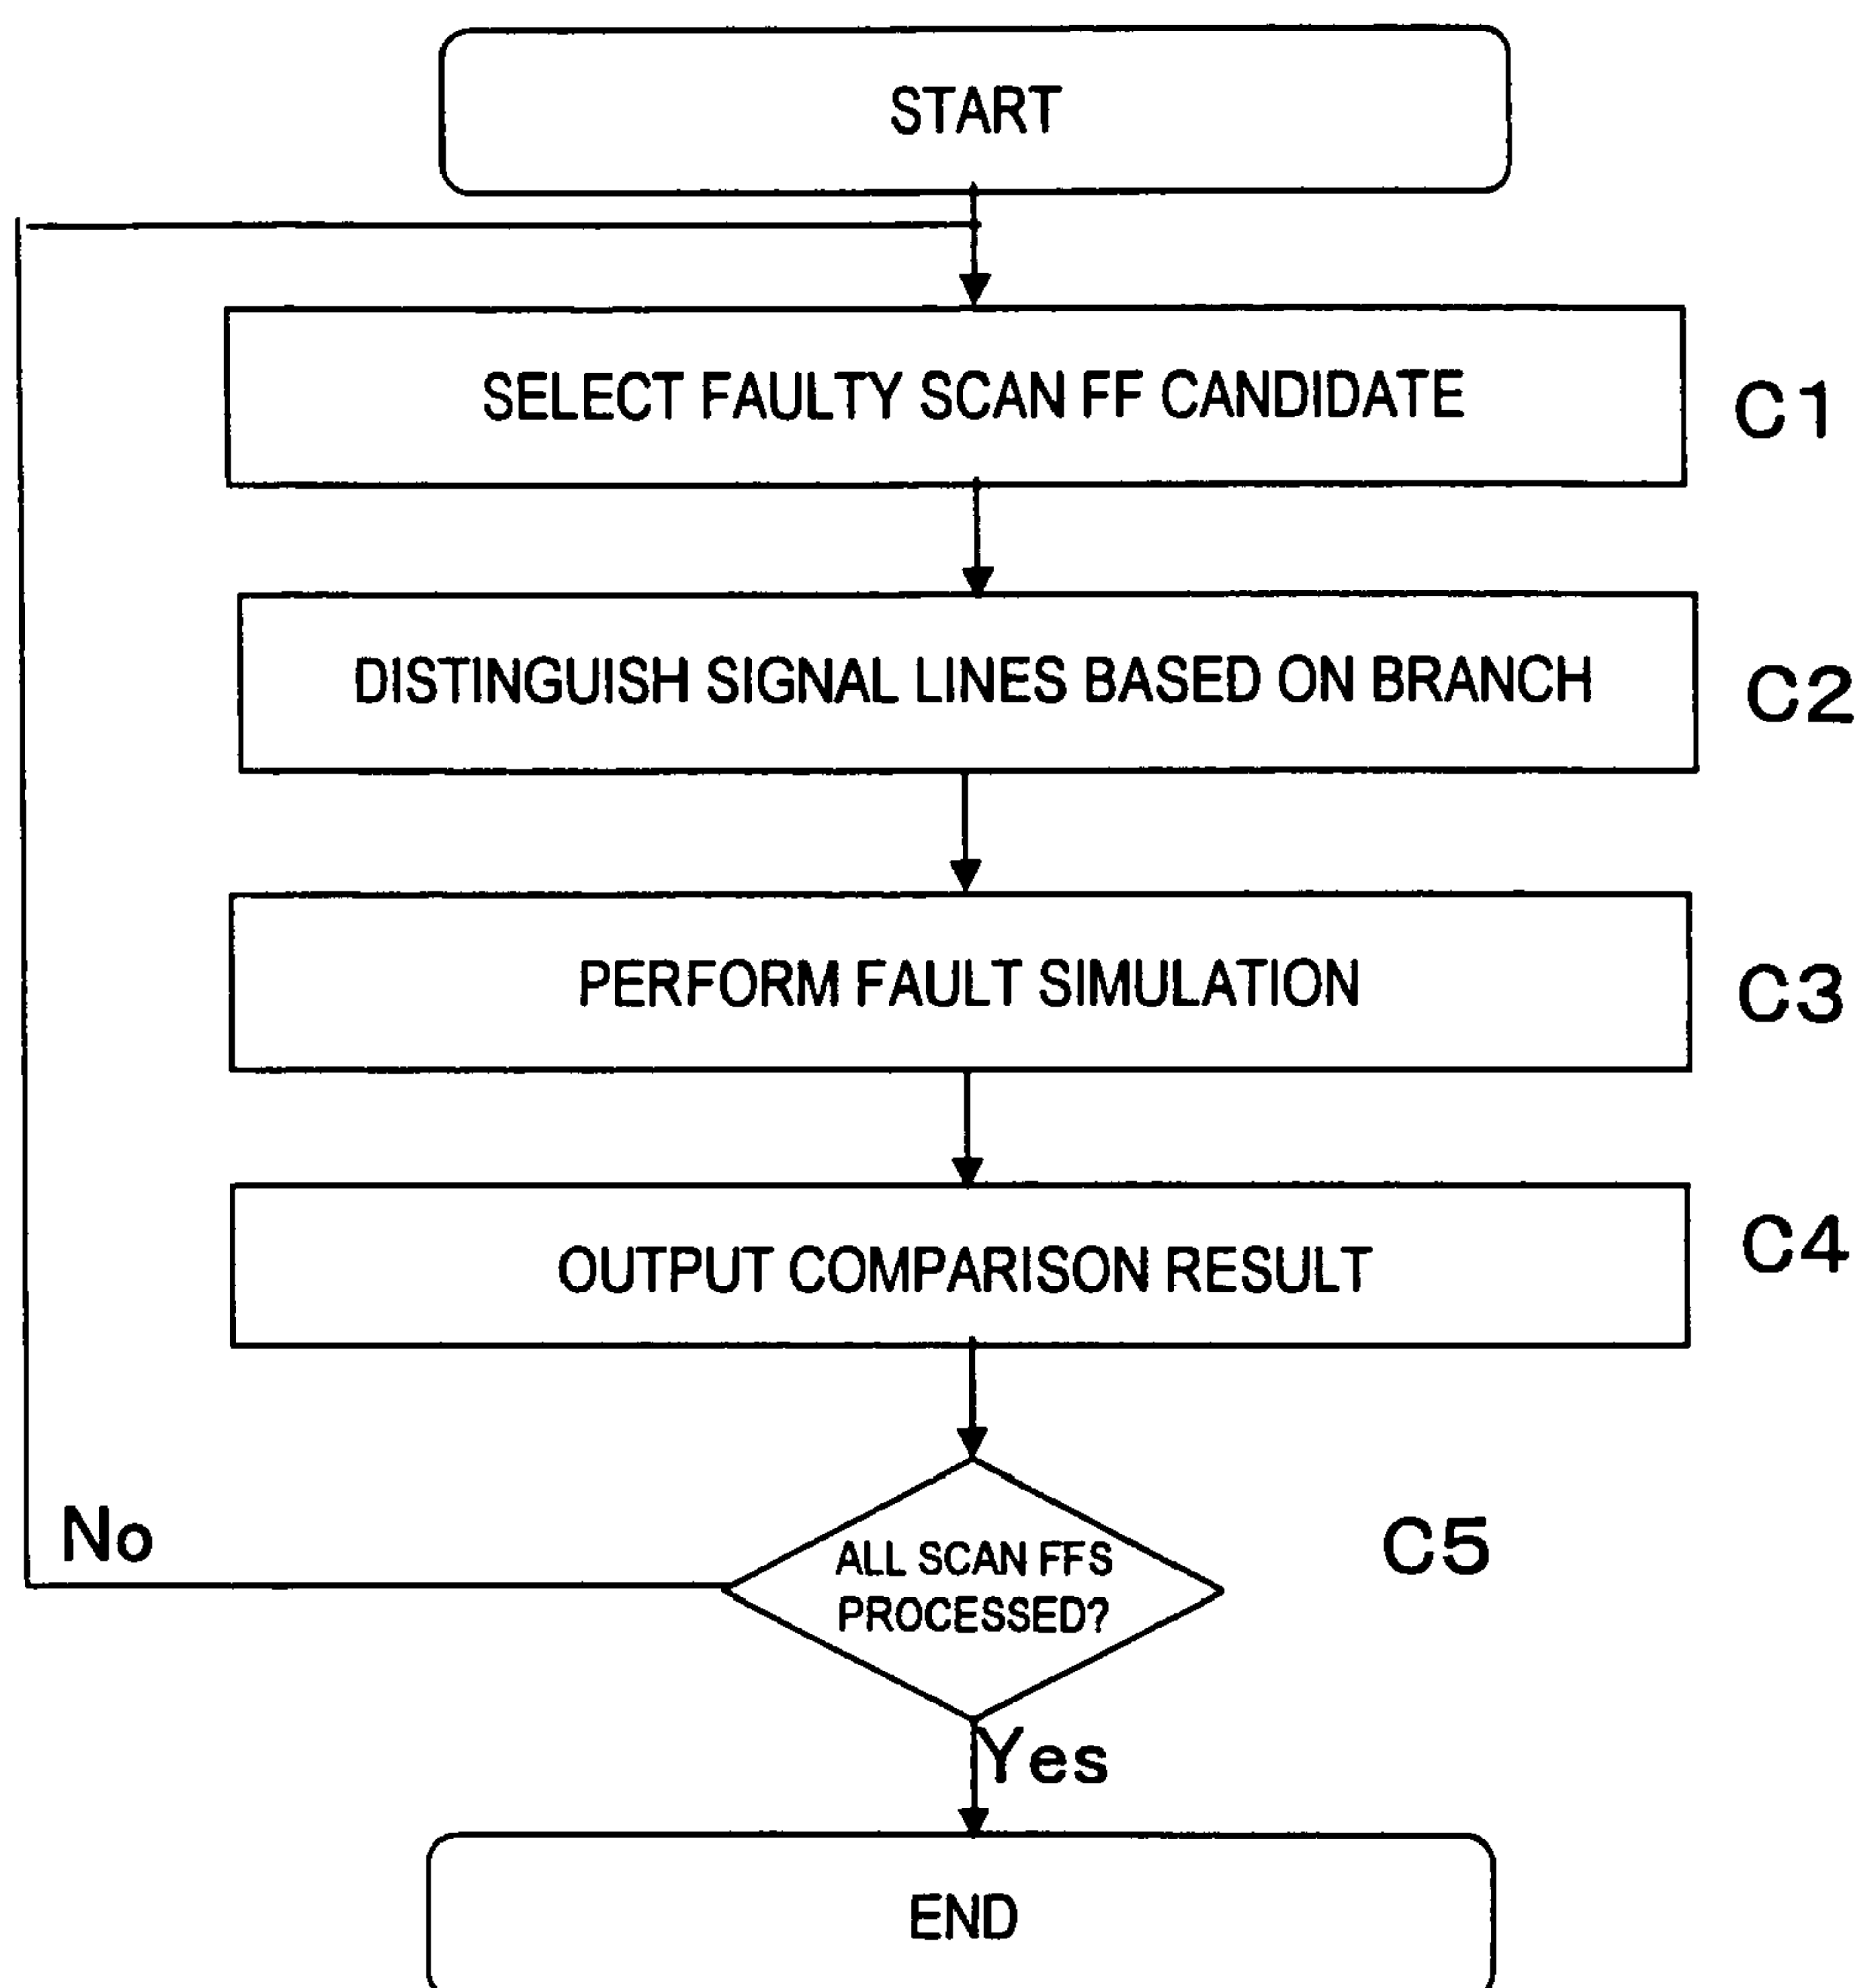 START
SELECT FAULTY SCAN FF CANDIDATE
C1
DISTINGUISH SIGNAL LINES BASED ON BRANCH
C2
PERFORM FAULT SIMULATION
C3
OUTPUT COMPARISON RESULT
C4
No
ALL SCAN FFS
PROCESSED?
C5
Yes
END